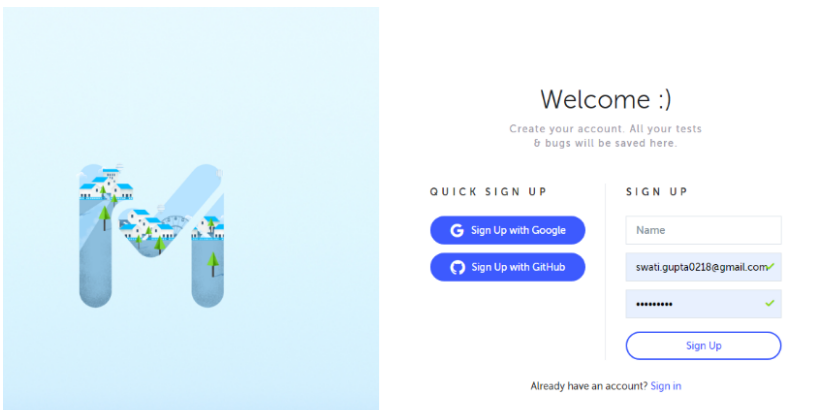 M
Welcome :)
Create your account. All your tests
& bugs will be saved here.
QUICK SIGN UP
Sign Up with Google
Sign Up with GitHub
SIGN UP
Name
swati.gupta0218@gmail.com
•••••••••
Sign Up
Already have an account? Sign in